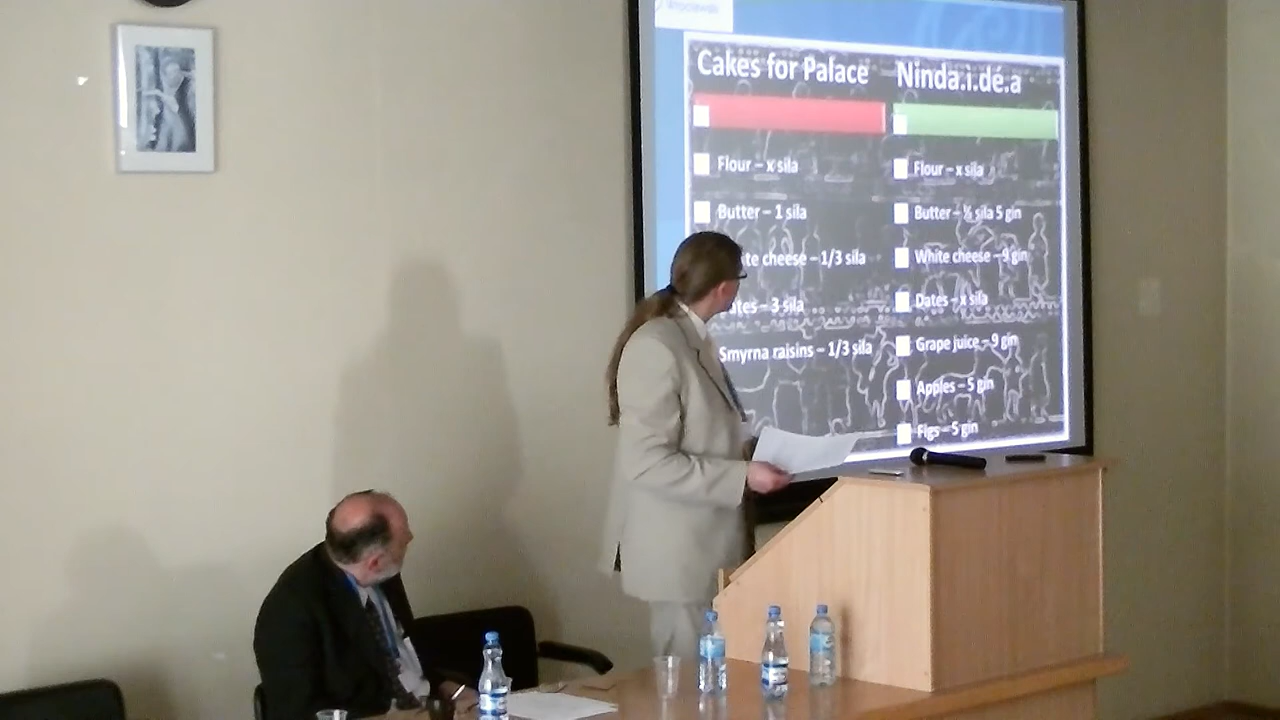 Cakes for Palace
Flour – x sila
Butter – 1 sila
te cheese – 1/3 sila
ates – 3 sila
Smyrna raisins – 1/3 sila
Ninda.i.dé.a
Flour – x sila
Butter – ½ sila 5 gin
White cheese – 9 gin
Dates – x sila
Grape juice – 9 gin
Apples – 5 gin
Figs – 5 gin